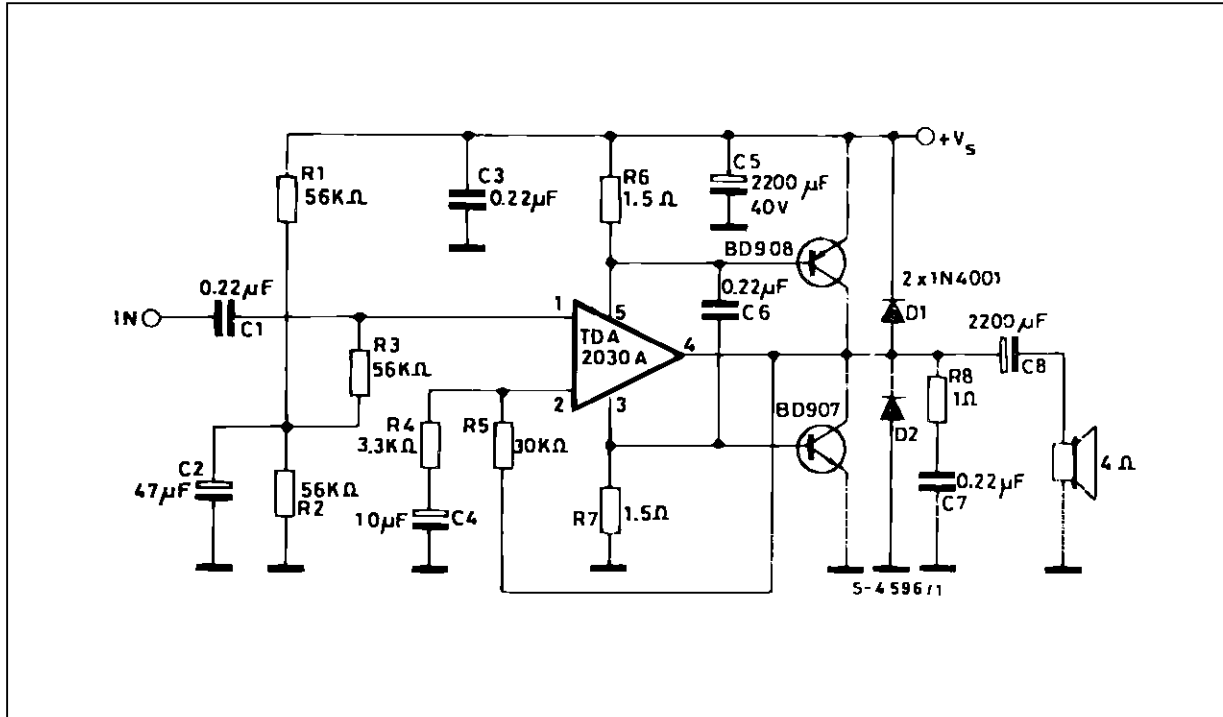 +Vs
R1
56KΩ
C3
0.22µF
R6
1.5Ω
C5
2200µF
40V
BD908
2x1N4001
D1
0.22µF
C6
2200µF
C8
IN
0.22µF
C1
1
5
TDA
2030A
4
2
3
R3
56KΩ
R4
3.3KΩ
R5
30KΩ
BD907
D2
R8
1Ω
4Ω
C2
47µF
56KΩ
R2
10µF
C4
R7
1.5Ω
0.22µF
C7
S-4596/1